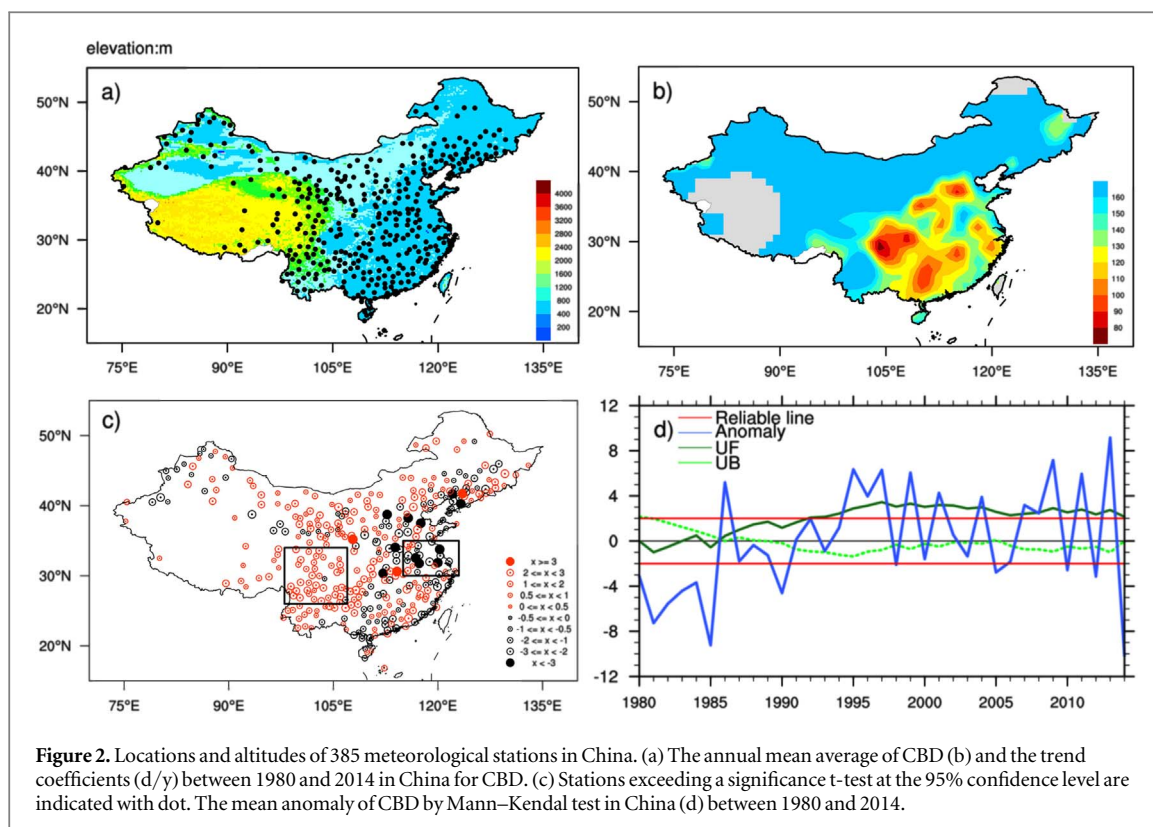 elevation:m
a)
50°N
40°N
30°N
20°N
4000
3600
3200
2800
2400
2000
1600
1200
800
400
200
75°E
90°E
105°E
120°E
135°E
b)
50°N
40°N
30°N
20°N
160
150
140
130
120
110
100
90
80
75°E
90°E
105°E
120°E
135°E
c)
50°N
40°N
30°N
20°N
x >= 3
2 <= x < 3
1 <= x < 2
0.5 <= x < 1
0 <= x < 0.5
-0.5 <= x < 0
-1 <= x < -0.5
-2 <= x < -1
-3 <= x < -2
x < -3
75°E
90°E
105°E
120°E
135°E
d)
Reliable line
Anomaly
UF
UB
12
8
4
0
-4
-8
-12
1980
1985
1990
1995
2000
2005
2010
Figure 2. Locations and altitudes of 385 meteorological stations in China. (a) The annual mean average of CBD (b) and the trend
coefficients (d/y) between 1980 and 2014 in China for CBD. (c) Stations exceeding a significance t-test at the 95% confidence level are
indicated with dot. The mean anomaly of CBD by Mann–Kendal test in China (d) between 1980 and 2014.